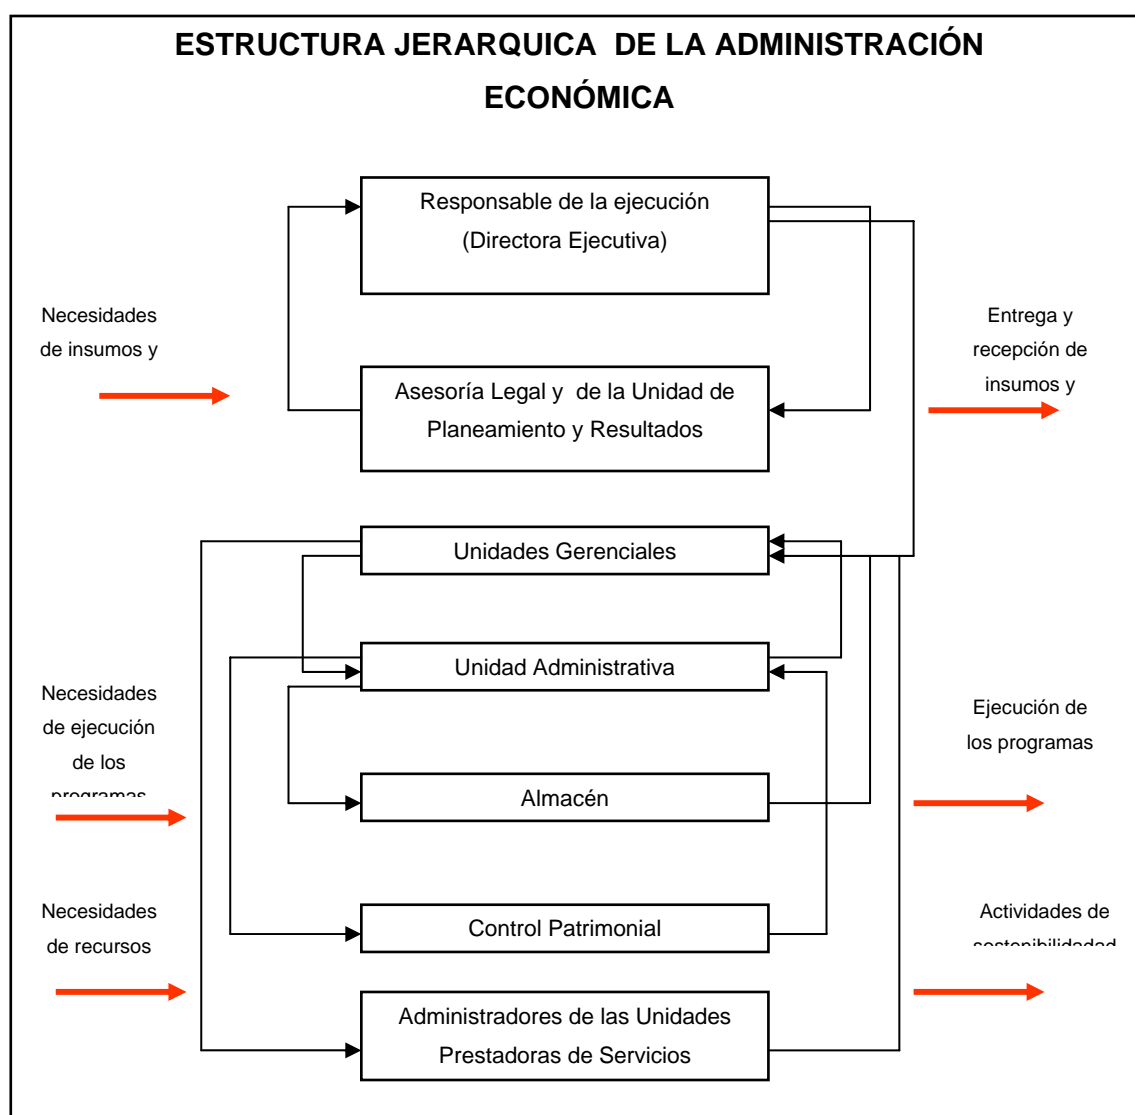 ESTRUCTURA JERARQUICA DE LA ADMINISTRACIÓN
ECONÓMICA
Responsable de la ejecución
(Directora Ejecutiva)
Necesidades
de insumos y
Entrega y
recepción de
insumos y
Asesoría Legal y de la Unidad de
Planeamiento y Resultados
Unidades Gerenciales
Unidad Administrativa
Necesidades
de ejecución
de los
programas
Ejecución de
los programas
Almacén
Necesidades
de recursos
Control Patrimonial
Actividades de
sostenibilidadad
Administradores de las Unidades
Prestadoras de Servicios